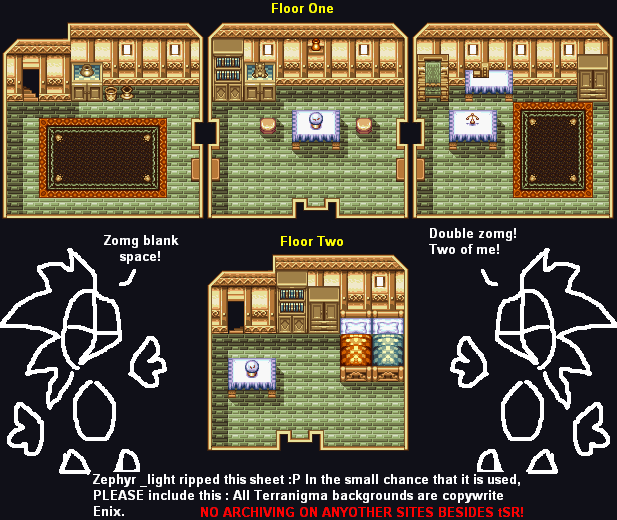 Floor One
Zomg blank
space!
Floor Two
Double zomg!
Two of me!
Zephyr _light ripped this sheet :P In the small chance that it is used,
PLEASE include this : All Terranigma backgrounds are copywrite
Enix. NO ARCHIVING ON ANYOTHER SITES BESIDES tSR!